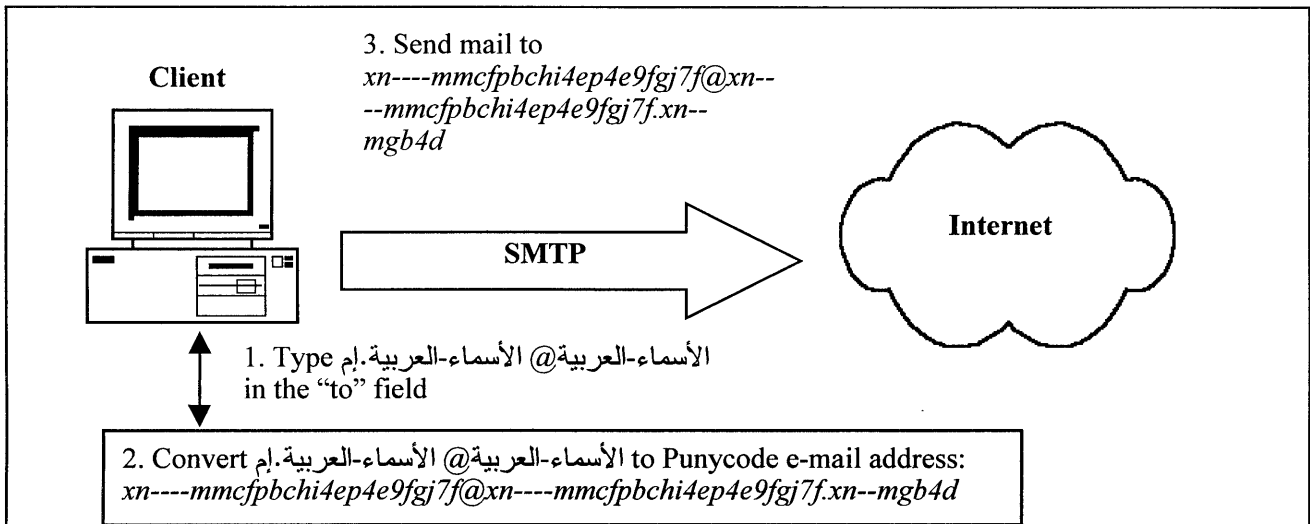 3. Send mail to
xn----mmcfpbchi4ep4e9fgj7f@xn--
--mmcfpbchi4ep4e9fgj7f.xn--
mgb4d
Client
Internet
SMTP
1. Type الأسماء-العربية@ الأسماء-العربية.إم
in the “to” field
2. Convert الأسماء-العربية@ الأسماء-العربية.إم to Punycode e-mail address:
xn----mmcfpbchi4ep4e9fgj7f@xn----mmcfpbchi4ep4e9fgj7f.xn--mgb4d